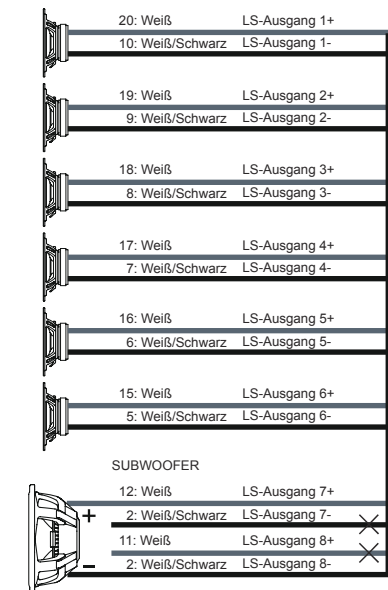 20: Weiß LS-Ausgang 1+
10: Weiß/Schwarz LS-Ausgang 1-
19: Weiß LS-Ausgang 2+
9: Weiß/Schwarz LS-Ausgang 2-
18: Weiß LS-Ausgang 3+
8: Weiß/Schwarz LS-Ausgang 3-
17: Weiß LS-Ausgang 4+
7: Weiß/Schwarz LS-Ausgang 4-
16: Weiß LS-Ausgang 5+
6: Weiß/Schwarz LS-Ausgang 5-
15: Weiß LS-Ausgang 6+
5: Weiß/Schwarz LS-Ausgang 6-
SUBWOOFER
12: Weiß LS-Ausgang 7+
+ 2: Weiß/Schwarz LS-Ausgang 7-
11: Weiß LS-Ausgang 8+
– 2: Weiß/Schwarz LS-Ausgang 8-